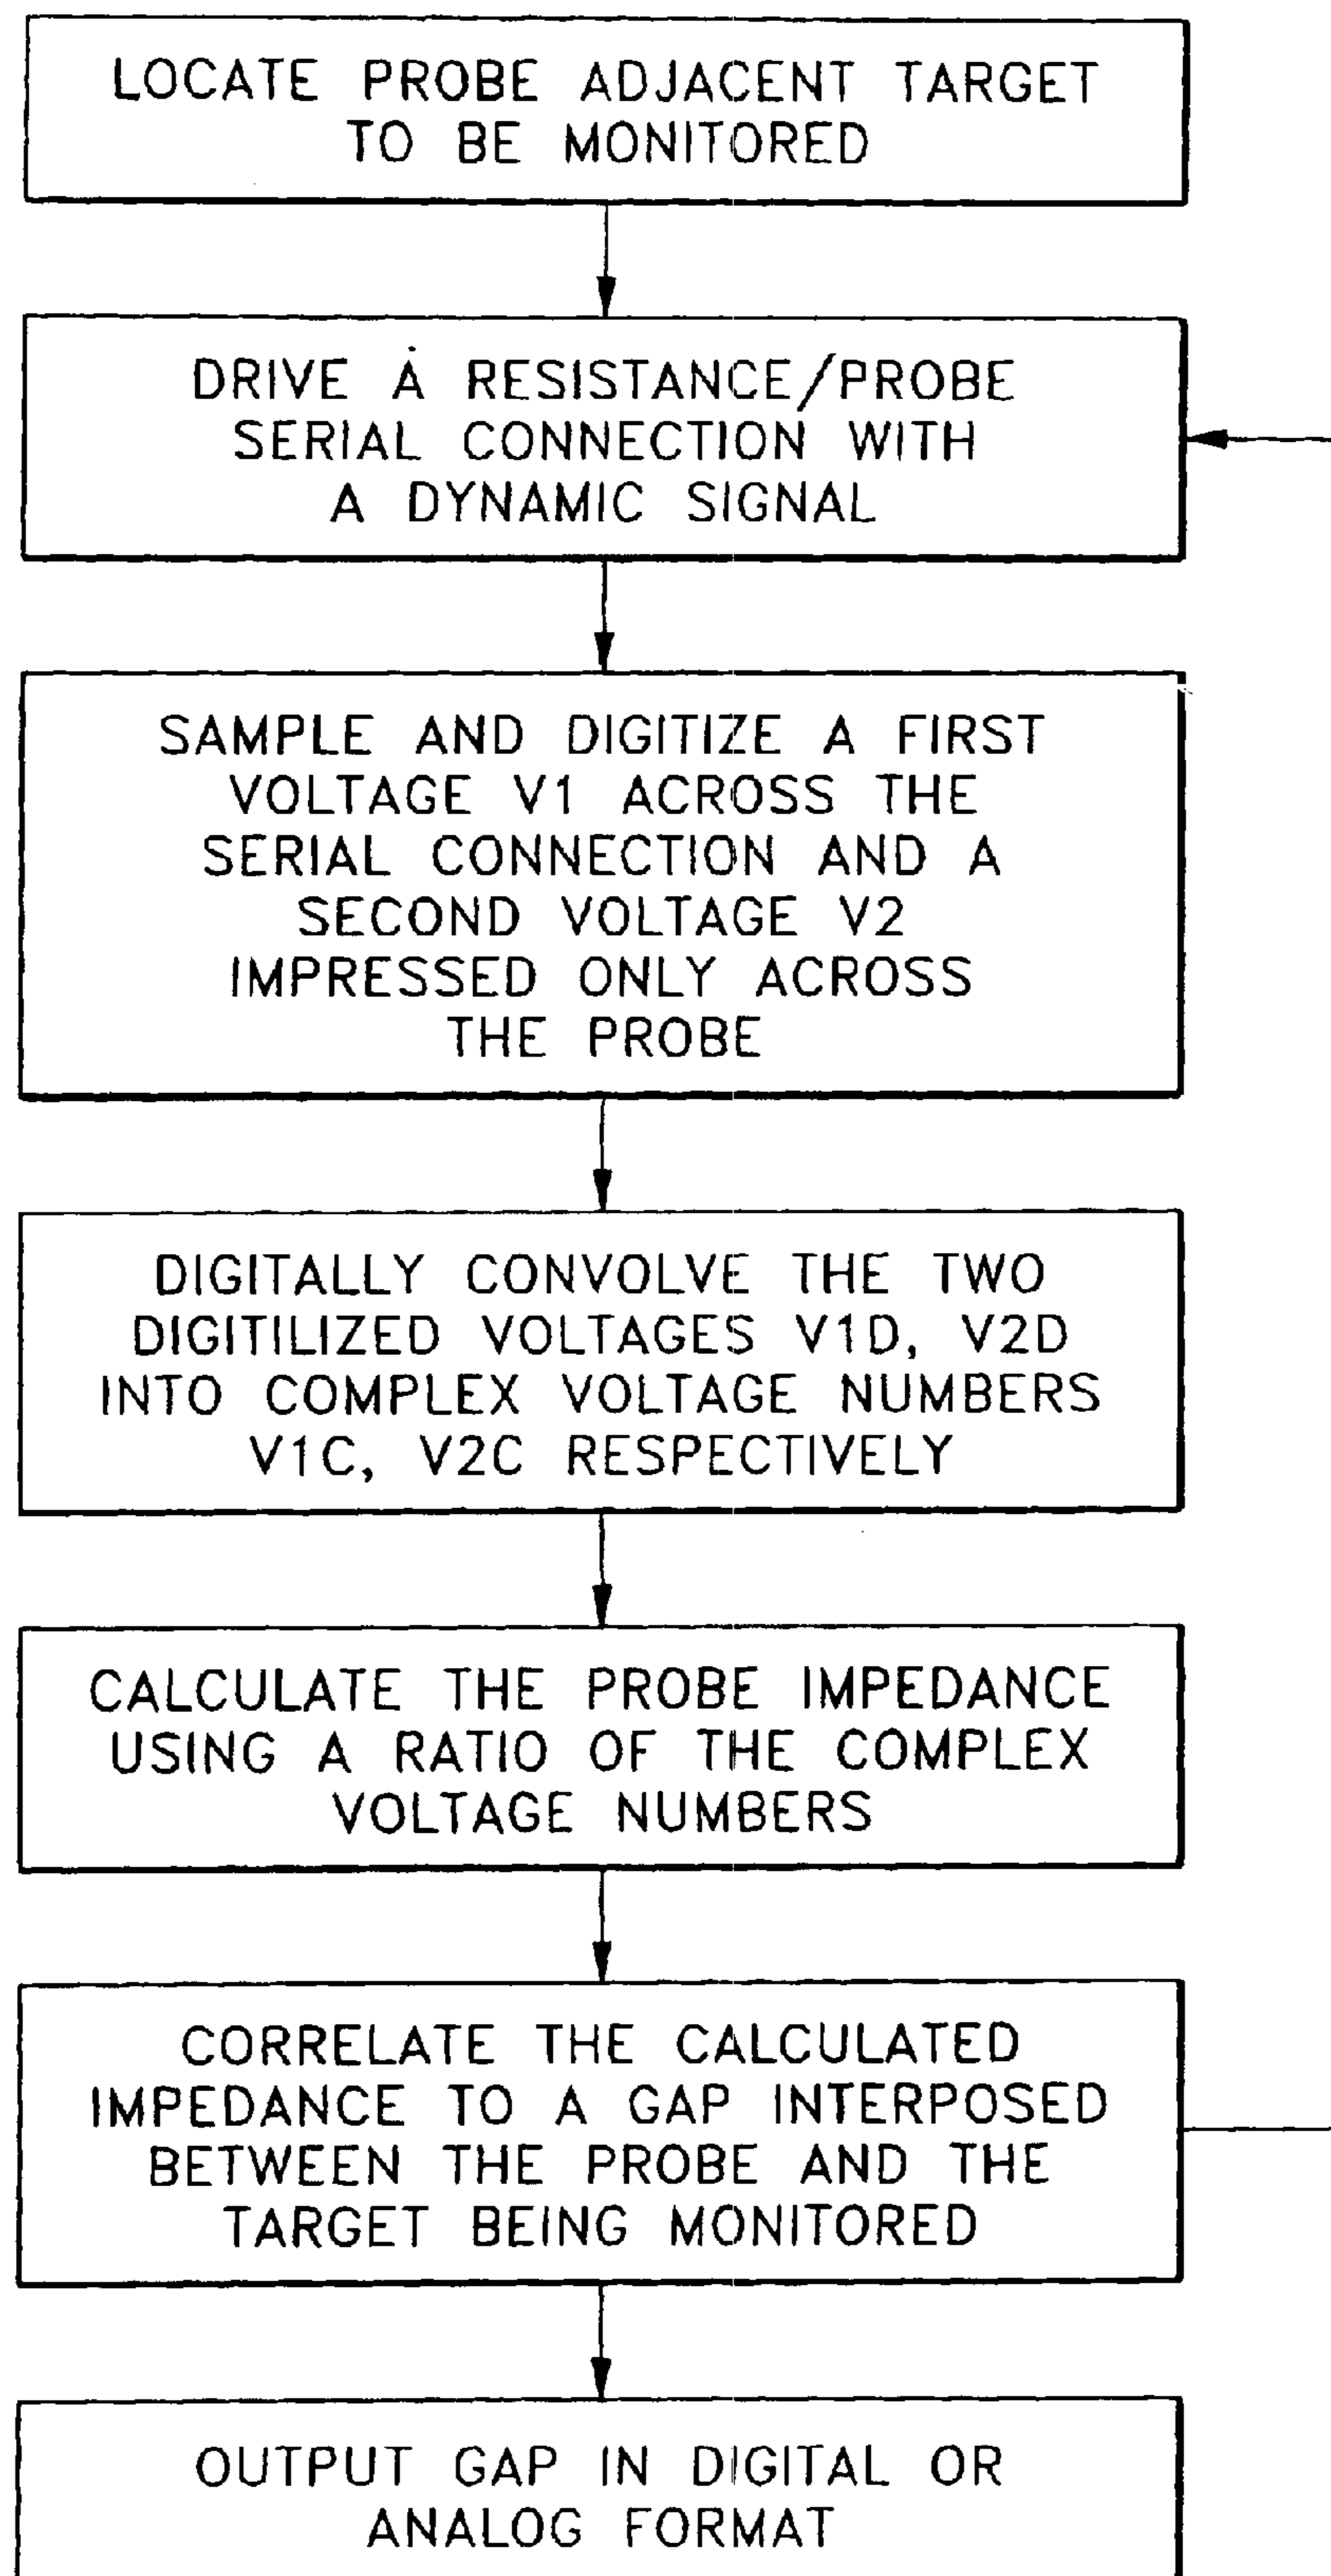 LOCATE PROBE ADJACENT TARGET
TO BE MONITORED
DRIVE A RESISTANCE/PROBE
SERIAL CONNECTION WITH
A DYNAMIC SIGNAL
SAMPLE AND DIGITIZE A FIRST
VOLTAGE V1 ACROSS THE
SERIAL CONNECTION AND A
SECOND VOLTAGE V2
IMPRESSED ONLY ACROSS
THE PROBE
DIGITALLY CONVOLVE THE TWO
DIGITILIZED VOLTAGES V1D, V2D
INTO COMPLEX VOLTAGE NUMBERS
V1C, V2C RESPECTIVELY
CALCULATE THE PROBE IMPEDANCE
USING A RATIO OF THE COMPLEX
VOLTAGE NUMBERS
CORRELATE THE CALCULATED
IMPEDANCE TO A GAP INTERPOSED
BETWEEN THE PROBE AND THE
TARGET BEING MONITORED
OUTPUT GAP IN DIGITAL OR
ANALOG FORMAT